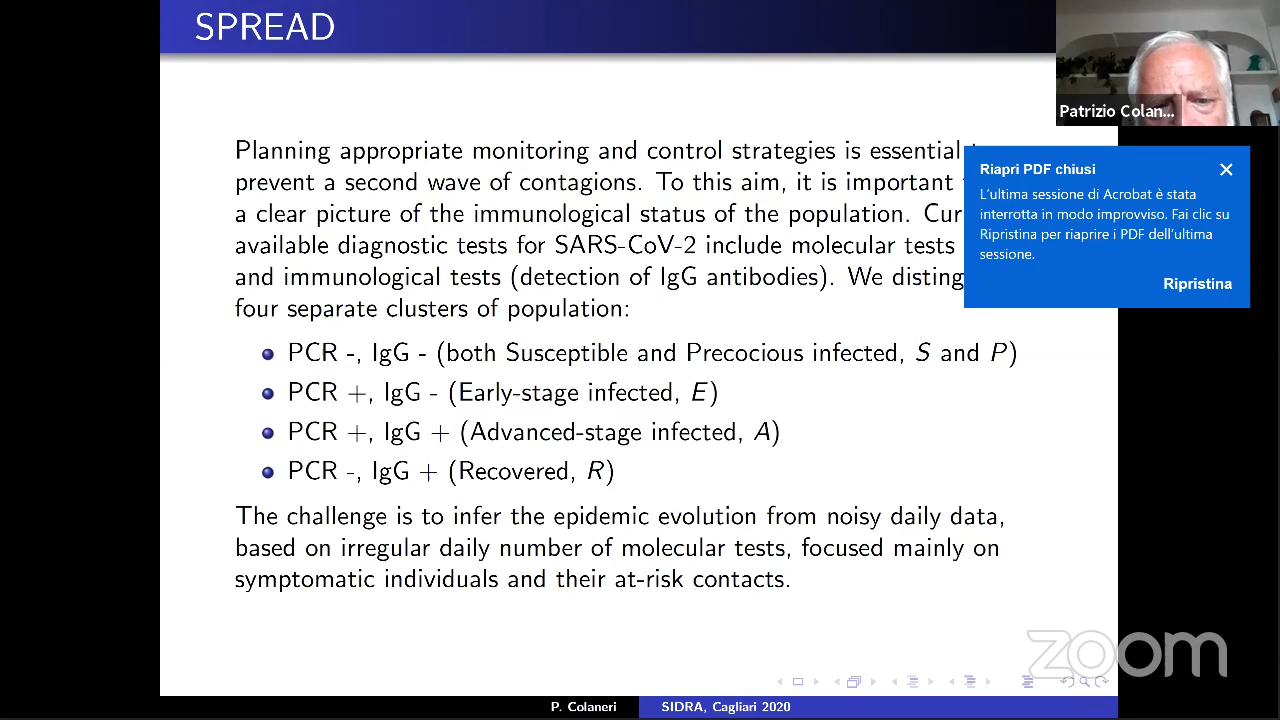 SPREAD
Patrizio Colan...
Planning appropriate monitoring and control strategies is essential
prevent a second wave of contagions. To this aim, it is important
a clear picture of the immunological status of the population. Cur
available diagnostic tests for SARS-CoV-2 include molecular tests
and immunological tests (detection of IgG antibodies). We disting
four separate clusters of population:
Riapri PDF chiusi
L'ultima sessione di Acrobat è stata
interrotta in modo improvviso. Fai clic su
Ripristina per riaprire i PDF dell'ultima
sessione.
Ripristina
PCR -, IgG - (both Susceptible and Precocious infected, S and P)
PCR +, IgG - (Early-stage infected, E)
PCR +, IgG + (Advanced-stage infected, A)
PCR -, IgG + (Recovered, R)
The challenge is to infer the epidemic evolution from noisy daily data,
based on irregular daily number of molecular tests, focused mainly on
symptomatic individuals and their at-risk contacts.
zoom
P. Colaneri
SIDRA, Cagliari 2020